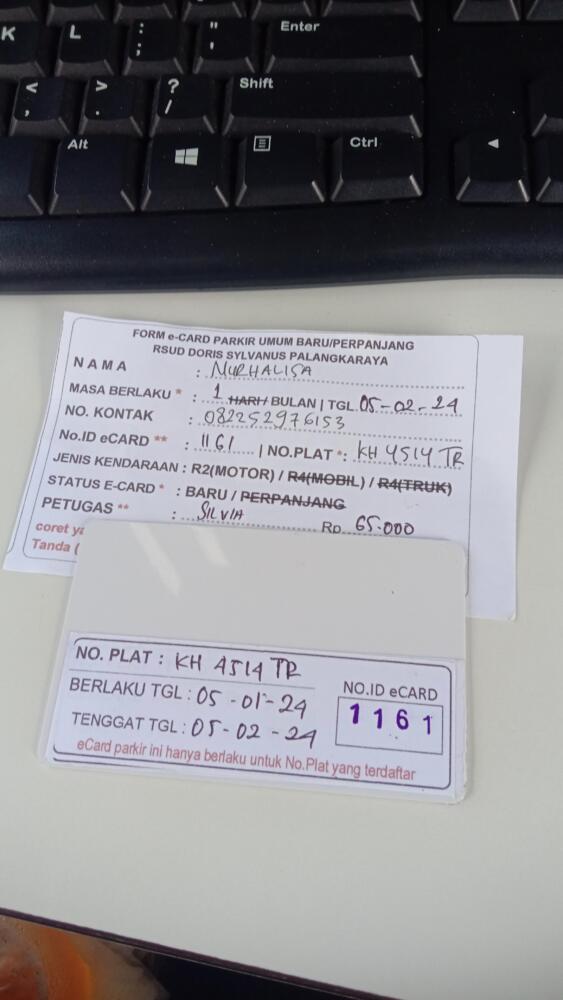 K L : ; " ' Enter
< , > . ? / Shift
Alt Ctrl
FORM e-CARD PARKIR UMUM BARU/PERPANJANG
RSUD DORIS SYLVANUS PALANGKARAYA
NAMA : NURHALISA
MASA BERLAKU * : 1 HARI/ BULAN | TGL. 05-02-24
NO. KONTAK : 082252976153
No.ID eCARD ** : 1161 | NO.PLAT *: KH 4514 TR
JENIS KENDARAAN : R2(MOTOR) / R4(MOBIL) / R4(TRUK)
STATUS E-CARD * : BARU / PERPANJANG
PETUGAS ** : SILVIA Rp. 65.000
coret
Tanda (
NO. PLAT : KH 4514 TR
BERLAKU TGL : 05-01-24
TENGGAT TGL : 05-02-24
NO.ID eCARD
1161
eCard parkir ini hanya berlaku untuk No.Plat yang terdaftar